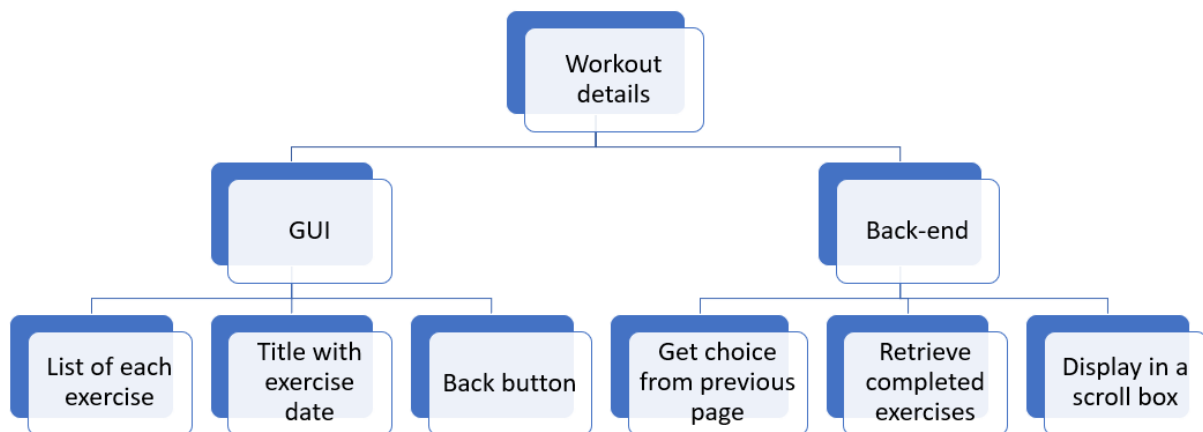 Workout
details
GUI
Back-end
List of each
exercise
Title with
exercise
date
Back button
Get choice
from previous
page
Retrieve
completed
exercises
Display in a
scroll box